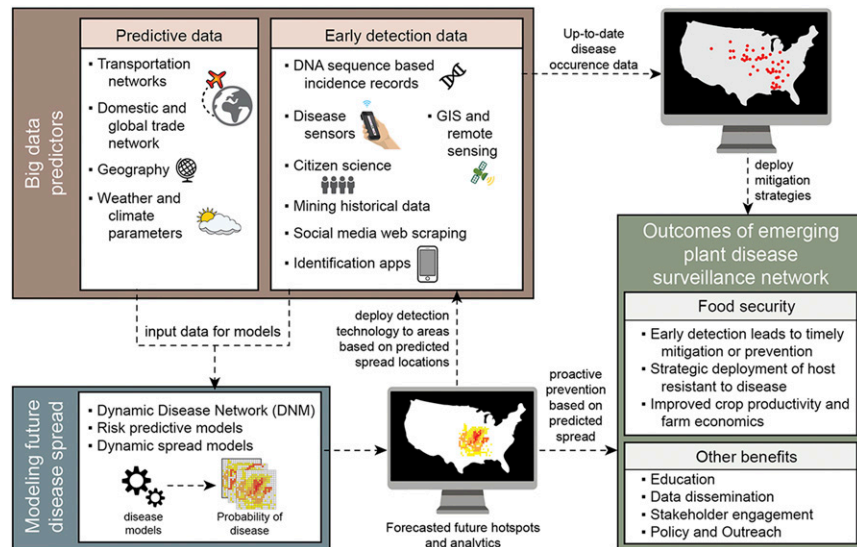 Big data
predictors
Predictive data
• Transportation
networks
• Domestic and
global trade
network
• Geography
• Weather and
climate
parameters
Early detection data
• DNA sequence based
incidence records
• Disease
sensors
• GIS and
remote
sensing
• Citizen science
• Mining historical data
• Social media web scraping
• Identification apps
Up-to-date
disease
occurence data
deploy
mitigation
strategies
input data for models
deploy detection
technology to areas
based on predicted
spread locations
Modeling future
disease spread
• Dynamic Disease Network (DNM)
• Risk predictive models
• Dynamic spread models
disease
models
Probability of
disease
Forecasted future hotspots
and analytics
proactive
prevention
based on
predicted
spread
Outcomes of emerging
plant disease
surveillance network
Food security
• Early detection leads to timely
mitigation or prevention
• Strategic deployment of host
resistant to disease
• Improved crop productivity and
farm economics
Other benefits
• Education
• Data dissemination
• Stakeholder engagement
• Policy and Outreach